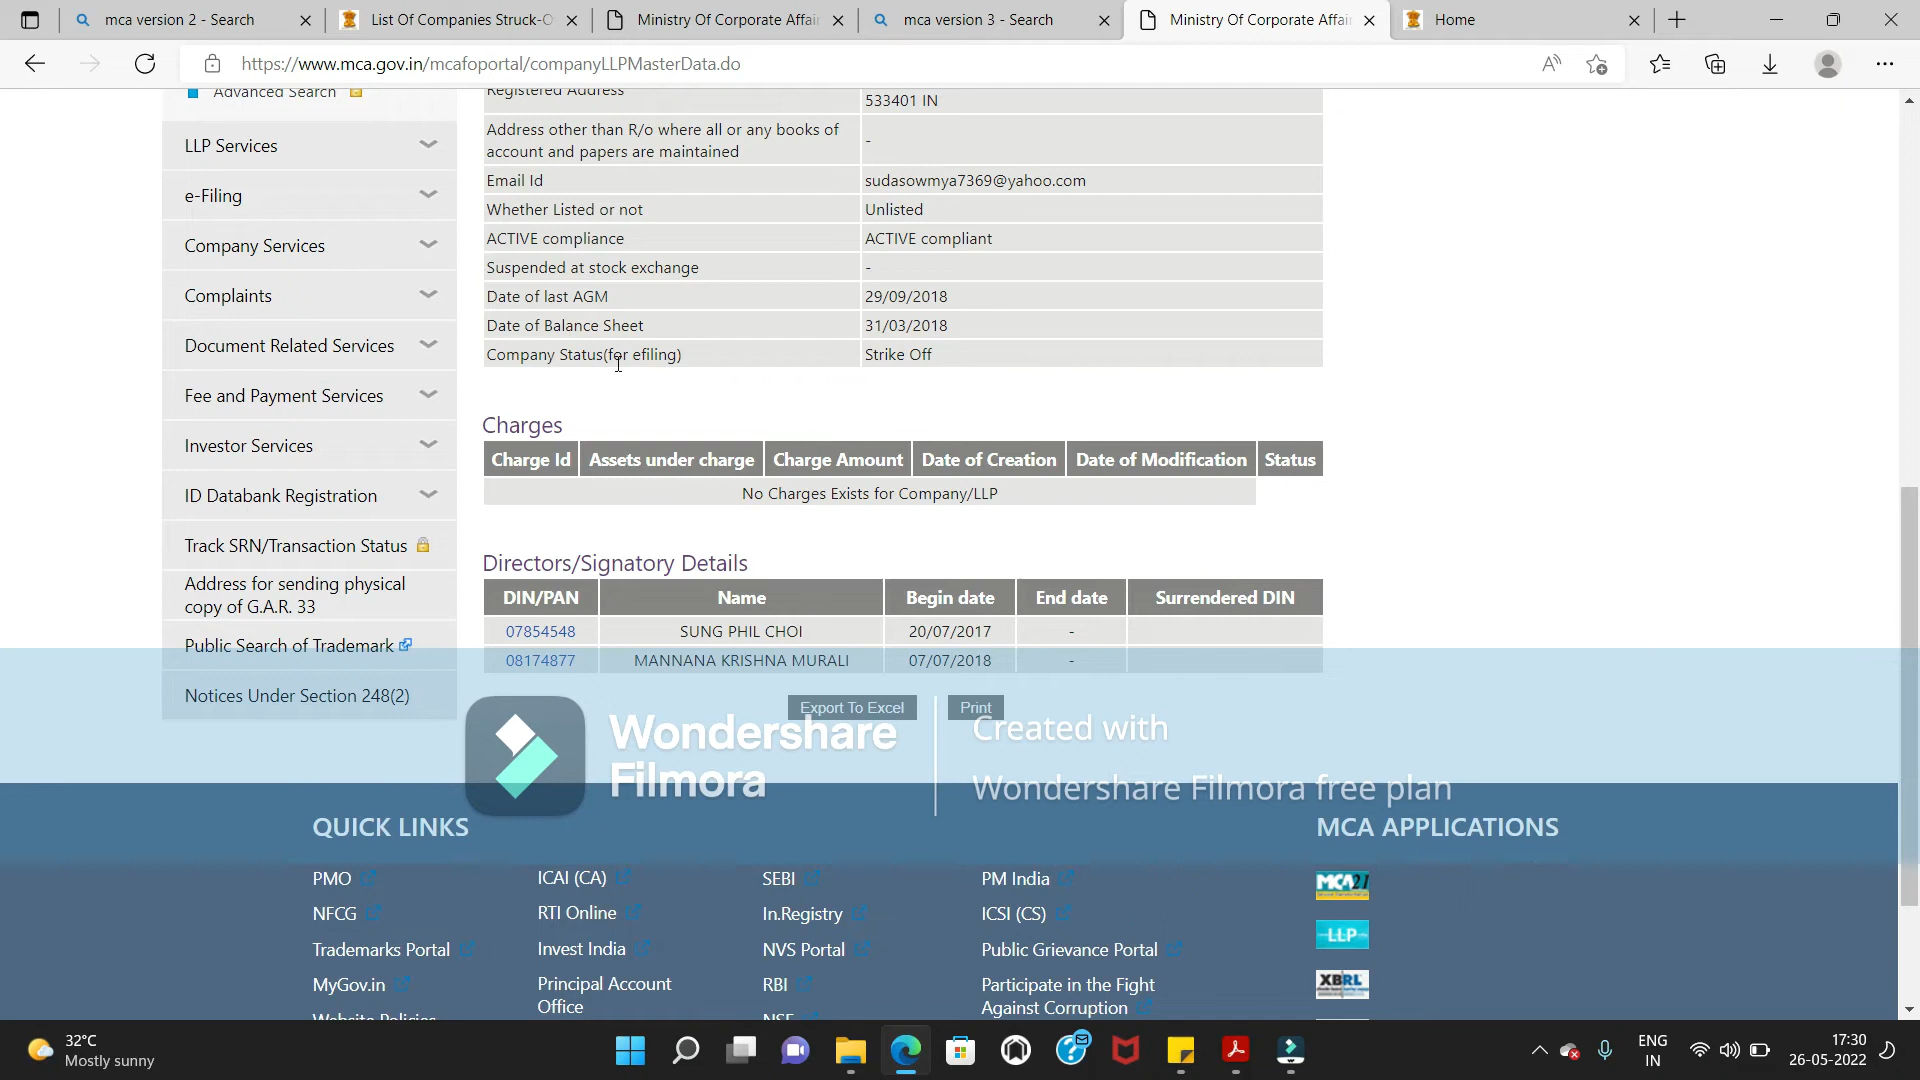 mca version 2 - Search
List Of Companies Struck-O
Ministry Of Corporate Affai
mca version 3 - Search
Ministry Of Corporate Affai
Home
https://www.mca.gov.in/mcafoportal/companyLLPMasterData.do
Advanced Search
LLP Services
e-Filing
Company Services
Complaints
Document Related Services
Fee and Payment Services
Investor Services
ID Databank Registration
Track SRN/Transaction Status
Address for sending physical
copy of G.A.R. 33
Public Search of Trademark
Notices Under Section 248(2)
Registered Address
533401 IN
Address other than R/o where all or any books of
account and papers are maintained
-
Email Id sudasowmya7369@yahoo.com
Whether Listed or not Unlisted
ACTIVE compliance ACTIVE compliant
Suspended at stock exchange -
Date of last AGM 29/09/2018
Date of Balance Sheet 31/03/2018
Company Status(for efiling) Strike Off
Charges
Charge Id Assets under charge Charge Amount Date of Creation Date of Modification Status
No Charges Exists for Company/LLP
Directors/Signatory Details
DIN/PAN Name Begin date End date Surrendered DIN
07854548 SUNG PHIL CHOI 20/07/2017 -
08174877 MANNANA KRISHNA MURALI 07/07/2018 -
Export To Excel Print
Wondershare
Filmora
Created with
Wondershare Filmora free plan
QUICK LINKS
PMO
NFCG
Trademarks Portal
MyGov.in
Website Policies
ICAI (CA)
RTI Online
Invest India
Principal Account
Office
SEBI
In.Registry
NVS Portal
RBI
NSE
PM India
ICSI (CS)
Public Grievance Portal
Participate in the Fight
Against Corruption
MCA APPLICATIONS
MCA21
LLP
XBRL
32°C
Mostly sunny
ENG
IN
17:30
26-05-2022